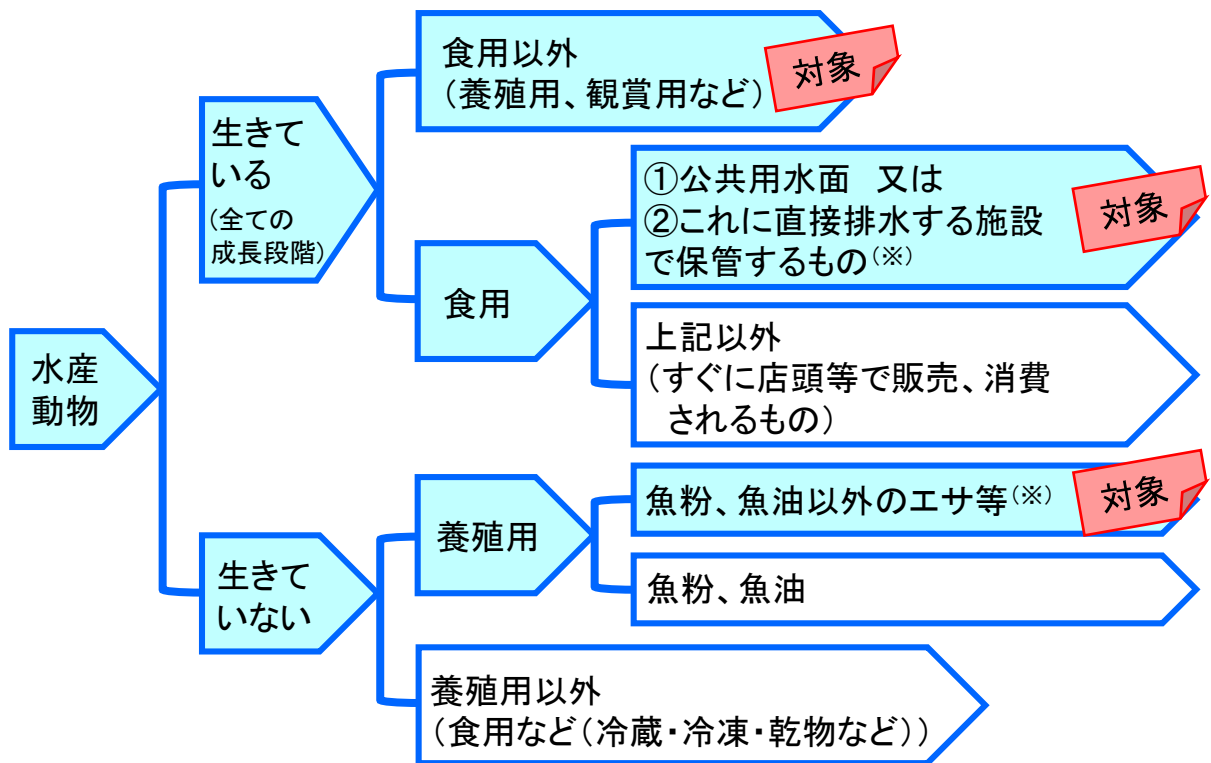 水産
動物
生きて
いる
(全ての
成長段階)
食用以外
(養殖用、観賞用など)
対象
食用
①公共用水面　又は
②これに直接排水する施設
で保管するもの(※)
対象
上記以外
(すぐに店頭等で販売、消費
されるもの)
生きて
いない
養殖用
魚粉、魚油以外のエサ等(※)
対象
魚粉、魚油
養殖用以外
(食用など(冷蔵・冷凍・乾物など))